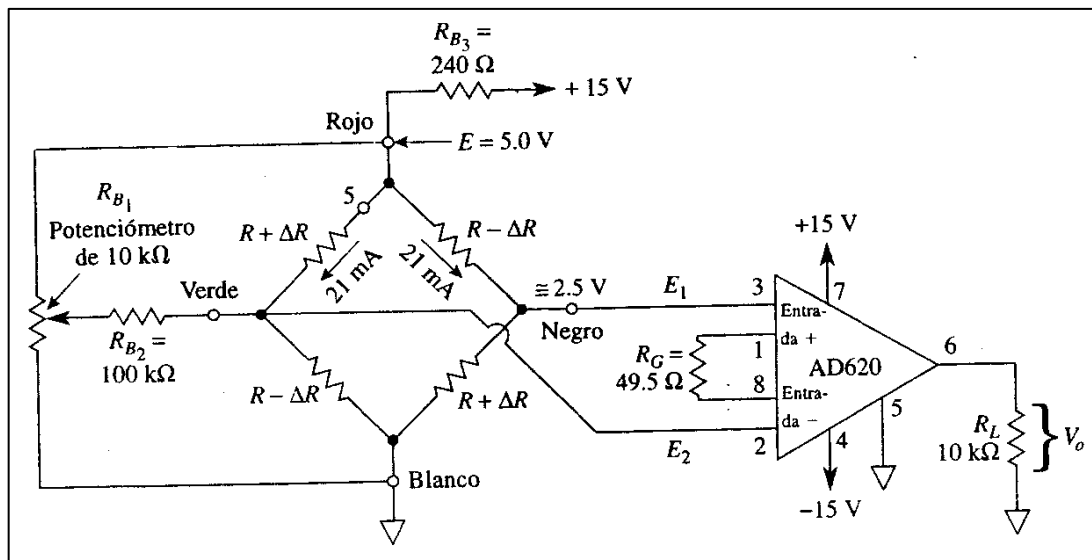 R_B3 =
240 Ω
+ 15 V
Rojo
E = 5.0 V
R_B1
Potenciómetro
de 10 kΩ
5
R + ΔR
R − ΔR
21 mA
21 mA
+15 V
Verde
≅ 2.5 V
Negro
E1
3
7
Entra-
da +
R_B2 =
100 kΩ
R_G =
49.5 Ω
1
8
AD620
6
Entra-
da −
R − ΔR
R + ΔR
E2
2
4
5
R_L
10 kΩ
} V_o
Blanco
−15 V